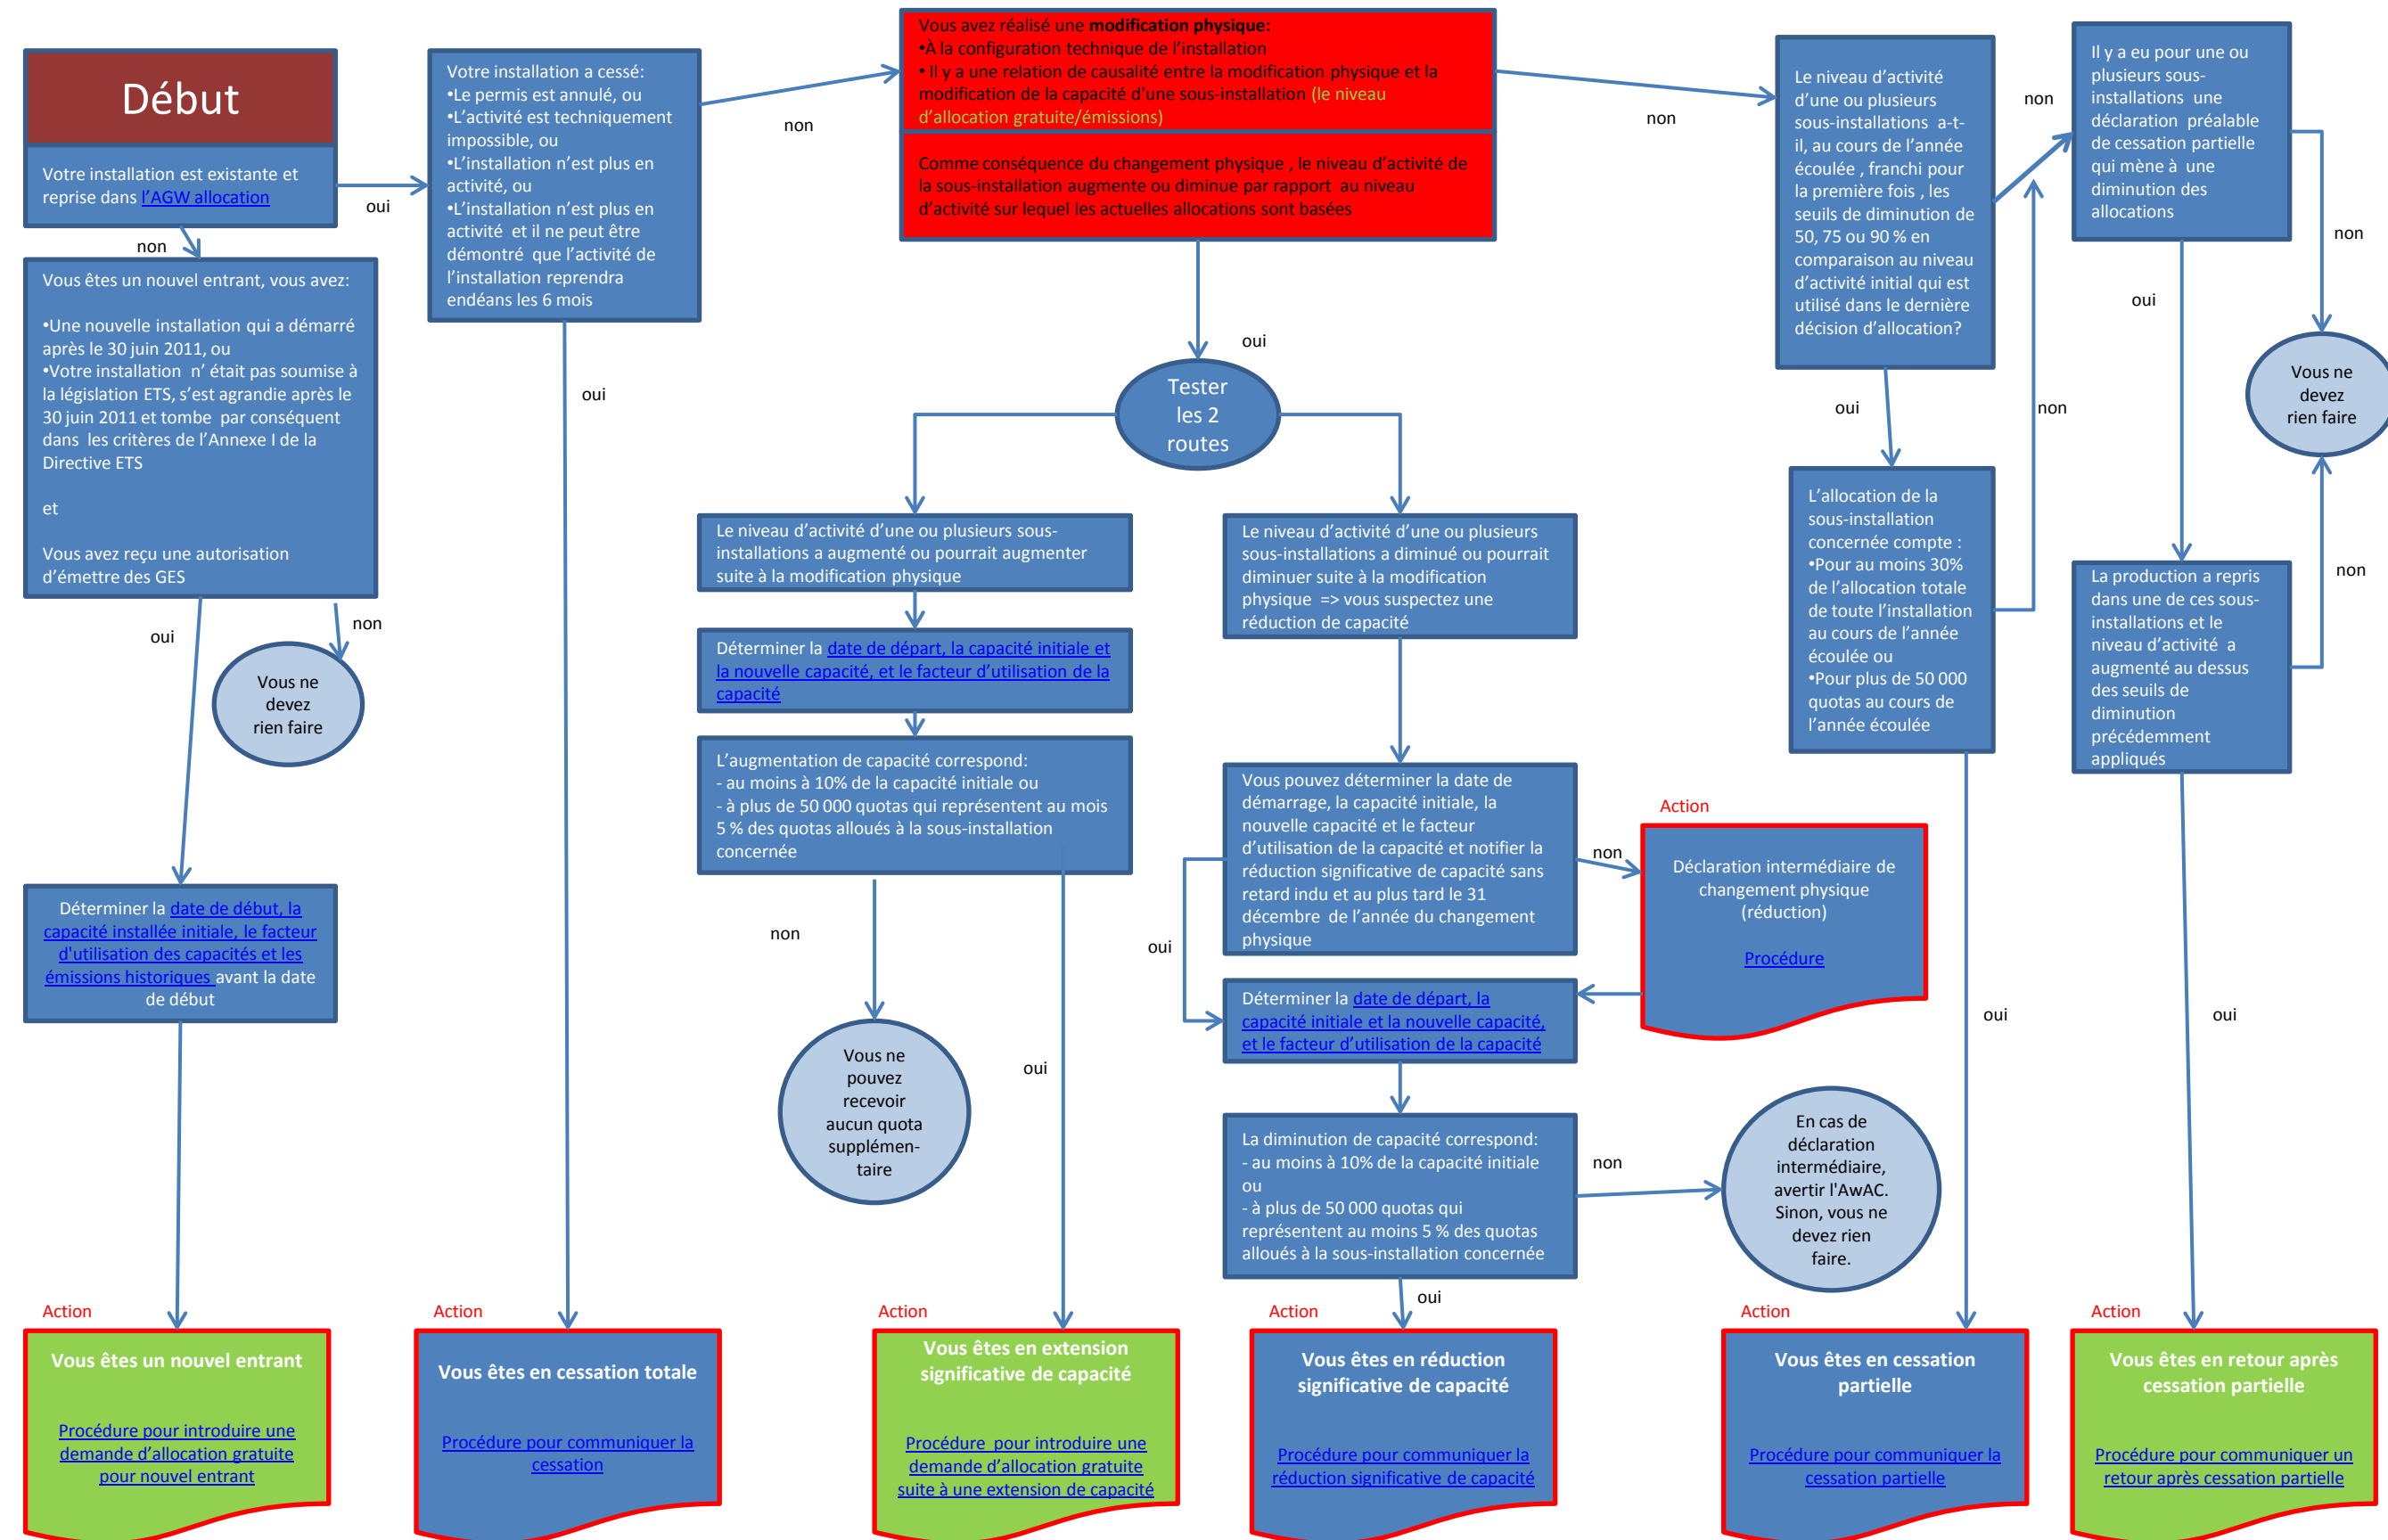 Début
Votre installation est existante et
reprise dans l’AGW allocation
oui
non
Vous êtes un nouvel entrant, vous avez:
•Une nouvelle installation qui a démarré
après le 30 juin 2011, ou
•Votre installation n’ était pas soumise à
la législation ETS, s’est agrandie après le
30 juin 2011 et tombe par conséquent
dans les critères de l’Annexe I de la
Directive ETS
et
Vous avez reçu une autorisation
d’émettre des GES
oui
non
Vous ne
devez
rien faire
Déterminer la date de début, la
capacité installée initiale, le facteur
d'utilisation des capacités et les
émissions historiques avant la date
de début
Action
Vous êtes un nouvel entrant
Procédure pour introduire une
demande d’allocation gratuite
pour nouvel entrant
Votre installation a cessé:
•Le permis est annulé, ou
•L’activité est techniquement
impossible, ou
•L’installation n’est plus en
activité, ou
•L’installation n’est plus en
activité et il ne peut être
démontré que l’activité de
l’installation reprendra
endéans les 6 mois
non
oui
Action
Vous êtes en cessation totale
Procédure pour communiquer la
cessation
Vous avez réalisé une modification physique:
•À la configuration technique de l’installation
• Il y a une relation de causalité entre la modification physique et la
modification de la capacité d'une sous-installation (le niveau
d’allocation gratuite/émissions)
Comme conséquence du changement physique , le niveau d’activité de
la sous-installation augmente ou diminue par rapport au niveau
d’activité sur lequel les actuelles allocations sont basées
non
oui
Tester
les 2
routes
Le niveau d’activité d’une ou plusieurs sous-
installations a augmenté ou pourrait augmenter
suite à la modification physique
Déterminer la date de départ, la capacité initiale et
la nouvelle capacité, et le facteur d’utilisation de la
capacité
L’augmentation de capacité correspond:
- au moins à 10% de la capacité initiale ou
- à plus de 50 000 quotas qui représentent au mois
5 % des quotas alloués à la sous-installation
concernée
non
oui
Vous ne
pouvez
recevoir
aucun quota
supplémen-
taire
Action
Vous êtes en extension
significative de capacité
Procédure pour introduire une
demande d’allocation gratuite
suite à une extension de capacité
Le niveau d’activité d’une ou plusieurs
sous-installations a diminué ou pourrait
diminuer suite à la modification
physique => vous suspectez une
réduction de capacité
Vous pouvez déterminer la date de
démarrage, la capacité initiale, la
nouvelle capacité et le facteur
d’utilisation de la capacité et notifier la
réduction significative de capacité sans
retard indu et au plus tard le 31
décembre de l’année du changement
physique
non
oui
Action
Déclaration intermédiaire de
changement physique
(réduction)
Procédure
Déterminer la date de départ, la
capacité initiale et la nouvelle capacité,
et le facteur d’utilisation de la capacité
La diminution de capacité correspond:
- au moins à 10% de la capacité initiale
ou
- à plus de 50 000 quotas qui
représentent au moins 5 % des quotas
alloués à la sous-installation concernée
non
oui
En cas de
déclaration
intermédiaire,
avertir l'AwAC.
Sinon, vous ne
devez rien
faire.
Action
Vous êtes en réduction
significative de capacité
Procédure pour communiquer la
réduction significative de capacité
Le niveau d’activité
d’une ou plusieurs
sous-installations a-t-
il, au cours de l’année
écoulée , franchi pour
la première fois , les
seuils de diminution de
50, 75 ou 90 % en
comparaison au niveau
d’activité initial qui est
utilisé dans le dernière
décision d’allocation?
non
oui
non
L’allocation de la
sous-installation
concernée compte :
•Pour au moins 30%
de l’allocation totale
de toute l’installation
au cours de l’année
écoulée ou
•Pour plus de 50 000
quotas au cours de
l’année écoulée
oui
Action
Vous êtes en cessation
partielle
Procédure pour communiquer la
cessation partielle
Il y a eu pour une ou
plusieurs sous-
installations une
déclaration préalable
de cessation partielle
qui mène à une
diminution des
allocations
non
oui
Vous ne
devez
rien faire
La production a repris
dans une de ces sous-
installations et le
niveau d’activité a
augmenté au dessus
des seuils de
diminution
précédemment
appliqués
non
oui
Action
Vous êtes en retour après
cessation partielle
Procédure pour communiquer un
retour après cessation partielle